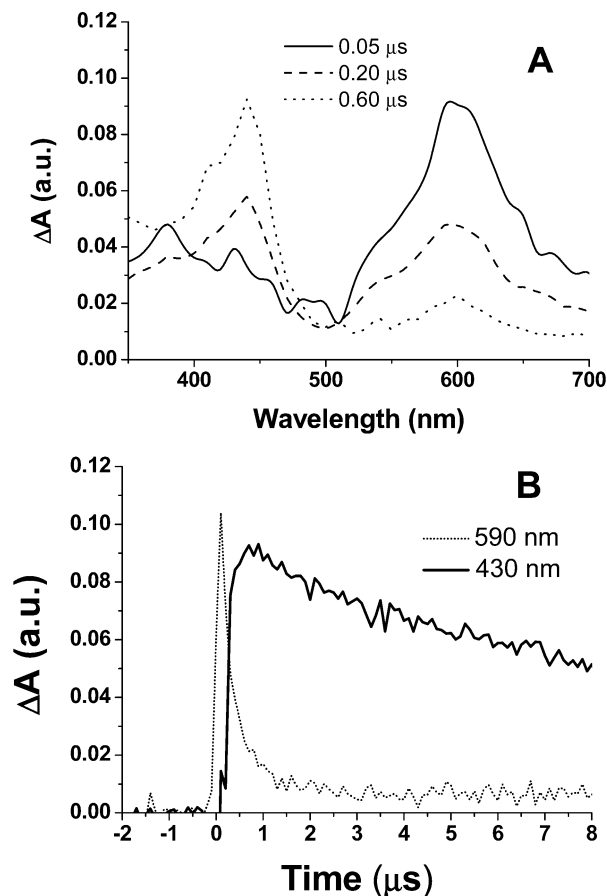 0.12
0.10
0.08
0.06
0.04
0.02
0.00
ΔA (a.u.)
0.05 μs
0.20 μs
0.60 μs
A
400
500
600
700
Wavelength (nm)
0.12
0.10
0.08
0.06
0.04
0.02
0.00
ΔA (a.u.)
B
590 nm
430 nm
-2
-1
0
1
2
3
4
5
6
7
8
Time (μs)